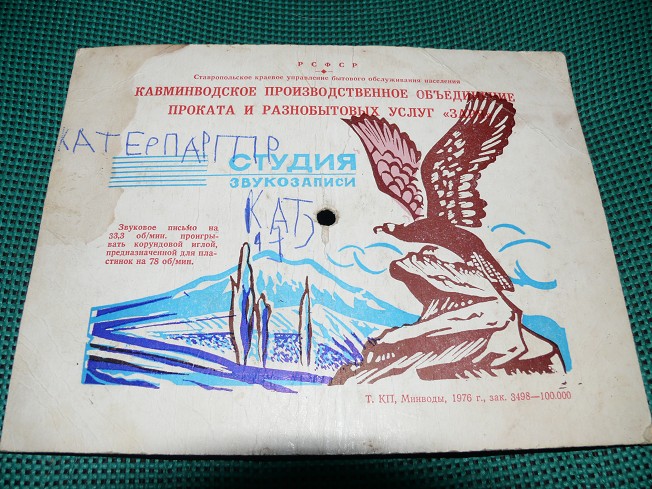 РСФСР
Ставропольское краевое управление бытового обслуживания населения
КАВМИНВОДСКОЕ ПРОИЗВОДСТВЕННОЕ ОБЪЕДИНЕНИЕ
ПРОКАТА И РАЗНОБЫТОВЫХ УСЛУГ
СТУДИЯ
ЗВУКОЗАПИСИ
КАТ
Звуковое письмо на
33,3 об/мин. проигры-
вать корундовой иглой,
предназначенной для пла-
стинок на 78 об/мин.
Т. КП, Минводы, 1976 г., зак. 3498—100.000